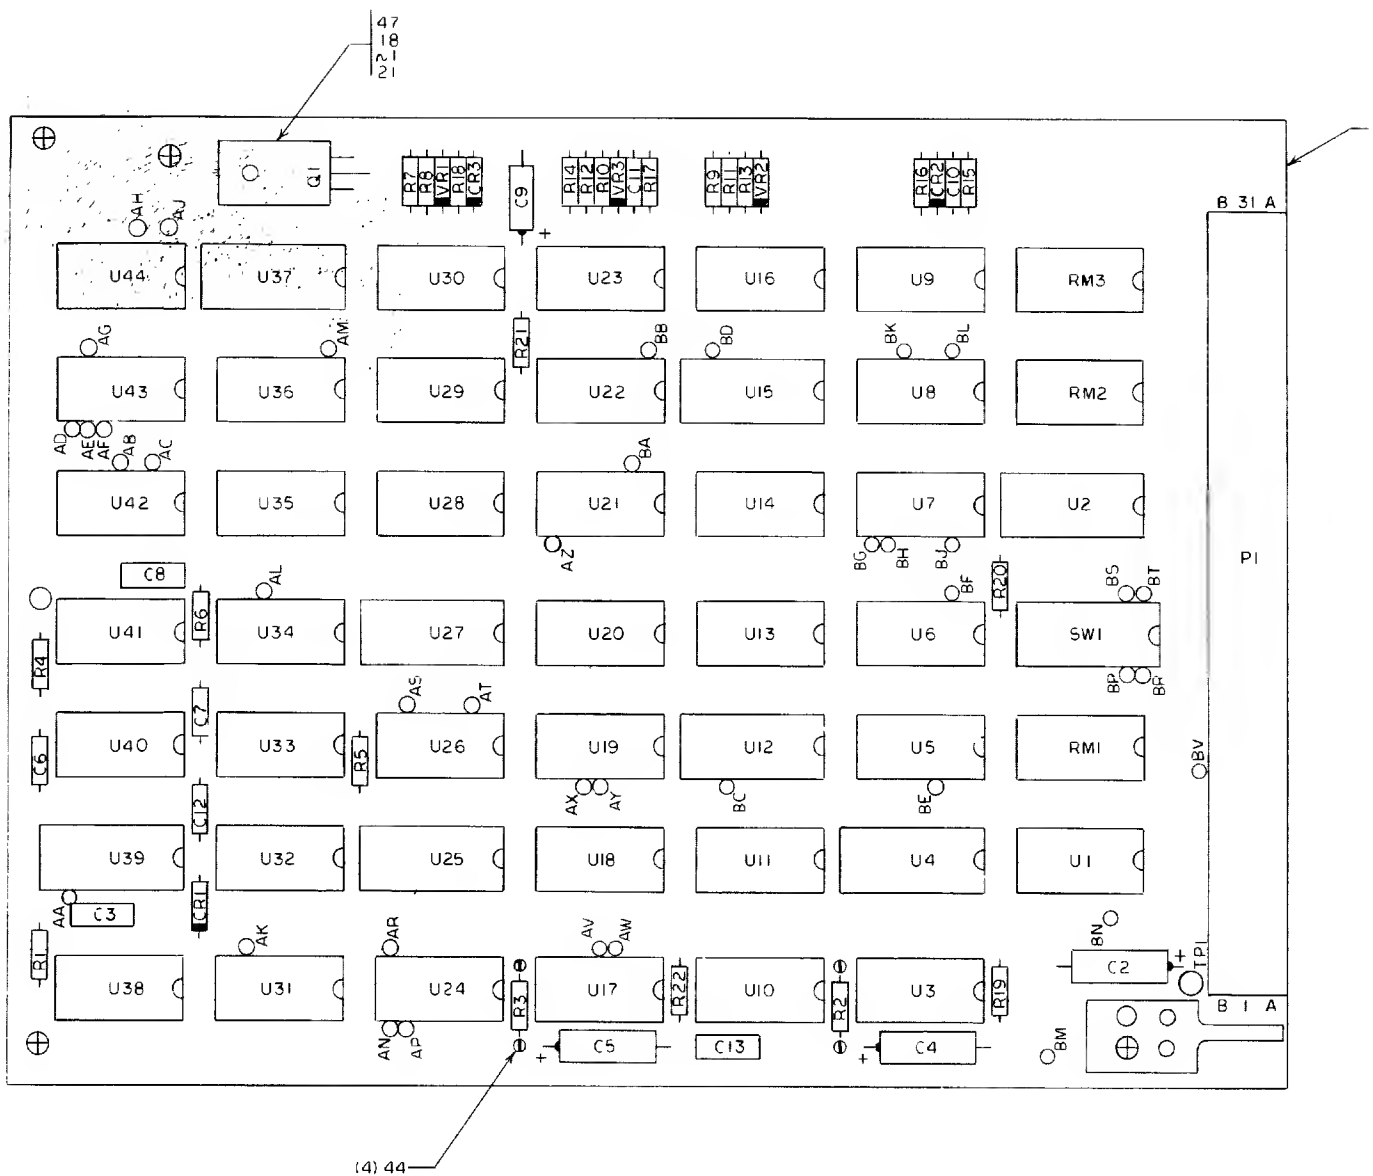 47
18
21
21
B 31 A
Q1
R7 R8 VR1 R18 CR3
C9 +
R14 R12 R10 VR3 C11 R17
R9 R11 R13 VR2
R16 CR2 C10 R15
AH AJ
U44 U37 U30 U23 U16 U9 RM3
AG AM R21 BB BD BK BL
U43 U36 U29 U22 U15 U8 RM2
AD AE AF AB AC BA
U42 U35 U28 U21 U14 U7 U2
AZ BG BH BJ
P1
C8 AL R6 BF R20 BS BT
U41 U34 U27 U20 U13 U6 SW1
R4 C7 AS AT BP BR
C6 U40 U33 R5 U26 U19 U12 U5 RM1 BV
C12 AX AY BC BE
U39 U32 U25 U18 U11 U4 U1
AA C3 CR1
R1 AK AR AV AW BN
U38 U31 U24 R3 U17 R22 U10 R2 U3 R19 C2 + TP1
B 1 A
AN AP + C5 C13 + C4 BM
(4) 44